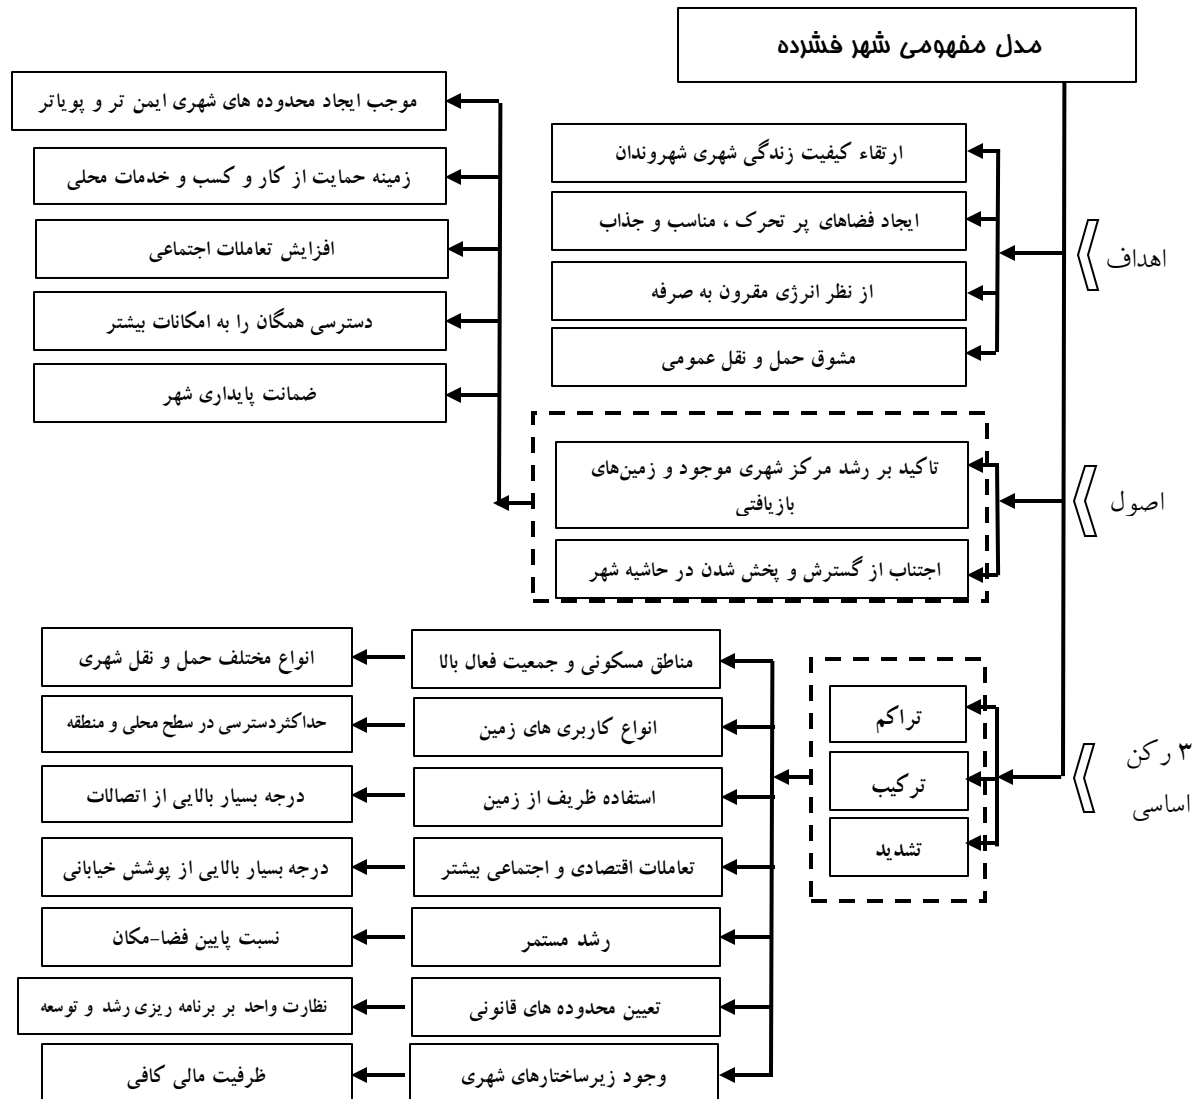 مدل مفهومی شهر فشرده
اهداف
ارتقاء کیفیت زندگی شهری شهروندان
ایجاد فضاهای پر تحرک ، مناسب و جذاب
از نظر انرژی مقرون به صرفه
مشوق حمل و نقل عمومی
اصول
تاکید بر رشد مرکز شهری موجود و زمین‌های
بازیافتی
اجتناب از گسترش و پخش شدن در حاشیه شهر
موجب ایجاد محدوده های شهری ایمن تر و پویاتر
زمینه حمایت از کار و کسب و خدمات محلی
افزایش تعاملات اجتماعی
دسترسی همگان را به امکانات بیشتر
ضمانت پایداری شهر
۳ رکن
اساسی
تراکم
ترکیب
تشدید
مناطق مسکونی و جمعیت فعال بالا
انواع مختلف حمل و نقل شهری
انواع کاربری های زمین
حداکثردسترسی در سطح محلی و منطقه
استفاده ظریف از زمین
درجه بسیار بالایی از اتصالات
تعاملات اقتصادی و اجتماعی بیشتر
درجه بسیار بالایی از پوشش خیابانی
رشد مستمر
نسبت پایین فضا-مکان
تعیین محدوده های قانونی
نظارت واحد بر برنامه ریزی رشد و توسعه
وجود زیرساختارهای شهری
ظرفیت مالی کافی